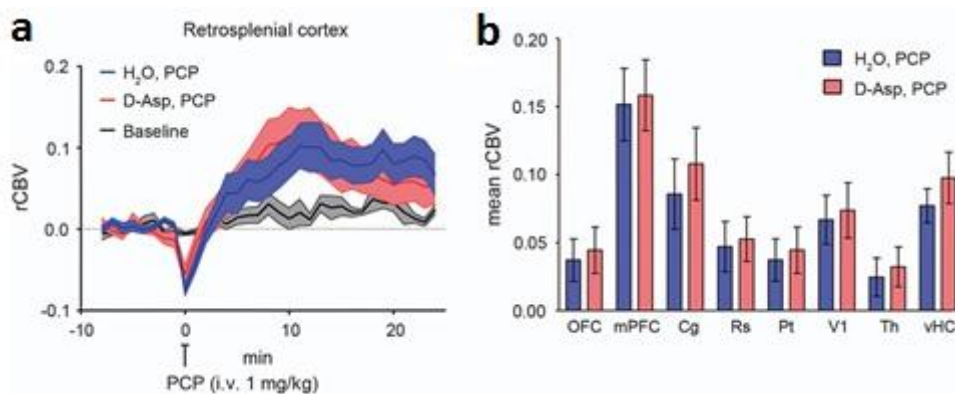 a
Retrosplenial cortex
rCBV
0.2
0.1
0.0
-0.1
H₂O, PCP
D-Asp, PCP
Baseline
-10
0
10
20
min
PCP (i.v. 1 mg/kg)
b
mean rCBV
0.20
0.15
0.10
0.05
0.00
H₂O, PCP
D-Asp, PCP
OFC mPFC Cg Rs Pt V1 Th vHC